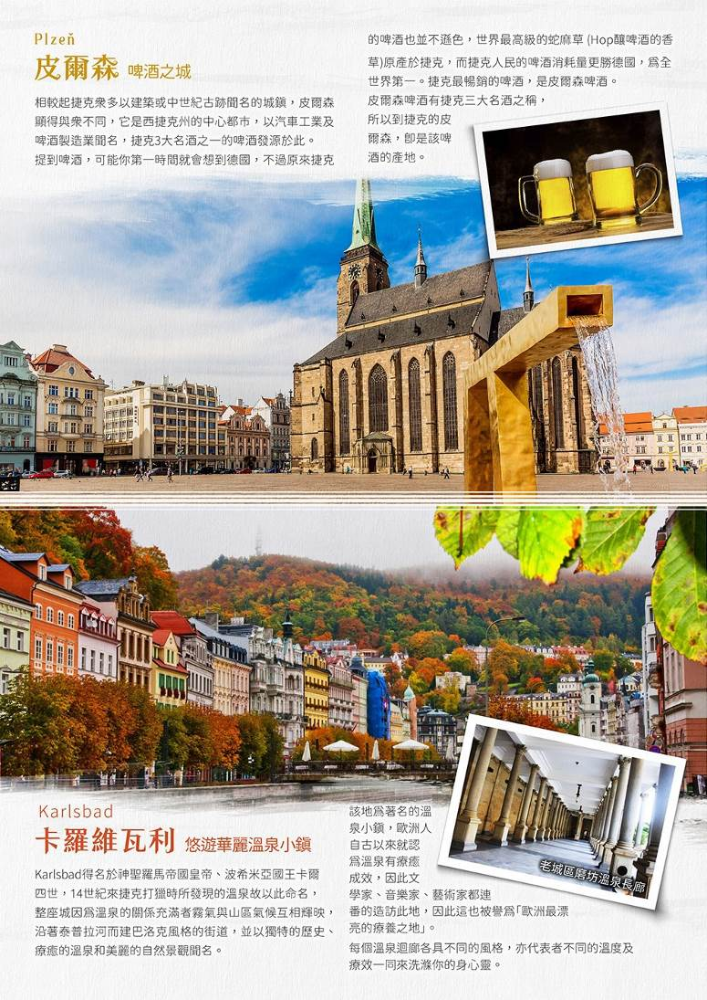 Plzeň
皮爾森 啤酒之城
相較起捷克眾多以建築或中世紀古跡聞名的城鎮，皮爾森
顯得與眾不同，它是西捷克州的中心都市，以汽車工業及
啤酒製造業聞名，捷克3大名酒之一的啤酒發源於此。
提到啤酒，可能你第一時間就會想到德國，不過原來捷克
的啤酒也並不遜色，世界最高級的蛇麻草 (Hop釀啤酒的香
草)原產於捷克，而捷克人民的啤酒消耗量更勝德國，為全
世界第一。捷克最暢銷的啤酒，是皮爾森啤酒。
皮爾森啤酒有捷克三大名酒之稱，
所以到捷克的皮
爾森，即是該啤
酒的產地。
Karlsbad
卡羅維瓦利 悠遊華麗溫泉小鎮
Karlsbad得名於神聖羅馬帝國皇帝、波希米亞國王卡爾
四世，14世紀來捷克打獵時所發現的溫泉故以此命名，
整座城因為溫泉的關係充滿者霧氣與山區氣候互相輝映，
沿著泰普拉河而建巴洛克風格的街道，並以獨特的歷史、
療癒的溫泉和美麗的自然景觀聞名。
該地為著名的溫
泉小鎮，歐洲人
自古以來就認
為溫泉有療癒
成效，因此文
學家、音樂家、藝術家都連
番的造訪此地，因此這也被譽為「歐洲最漂
亮的療養之地」。
每個溫泉迴廊各具不同的風格，亦代表者不同的溫度及
療效一同來洗滌你的身心靈。
老城區磨坊溫泉長廊